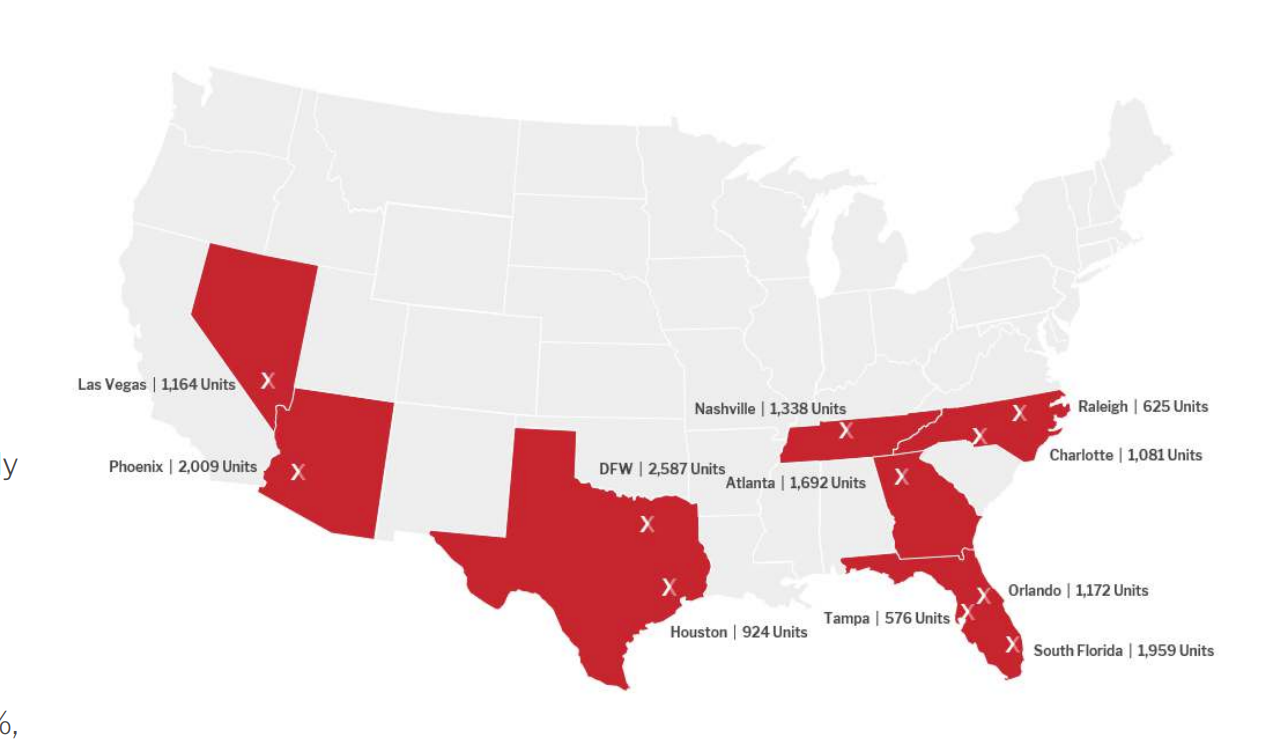 Las Vegas | 1,164 Units
Nashville | 1,338 Units
Raleigh | 625 Units
Charlotte | 1,081 Units
y
Phoenix | 2,009 Units
DFW | 2,587 Units
Atlanta | 1,692 Units
Orlando | 1,172 Units
Tampa | 576 Units
Houston | 924 Units
South Florida | 1,959 Units
%,